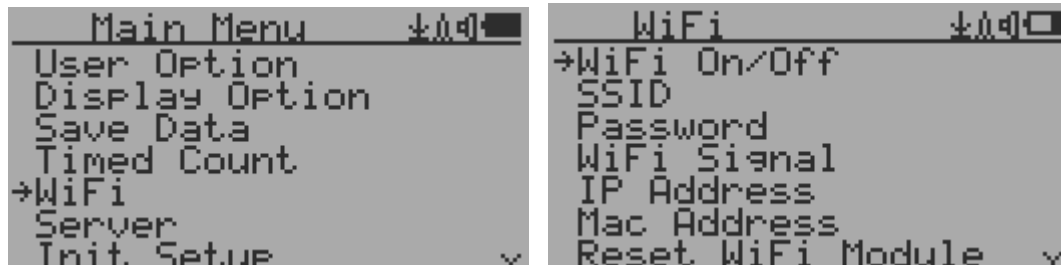 Main Menu
User Option
Display Option
Save Data
Timed Count
WiFi
Server
Init Setup
WiFi
WiFi On/Off
SSID
Password
WiFi Signal
IP Address
Mac Address
Reset WiFi Module